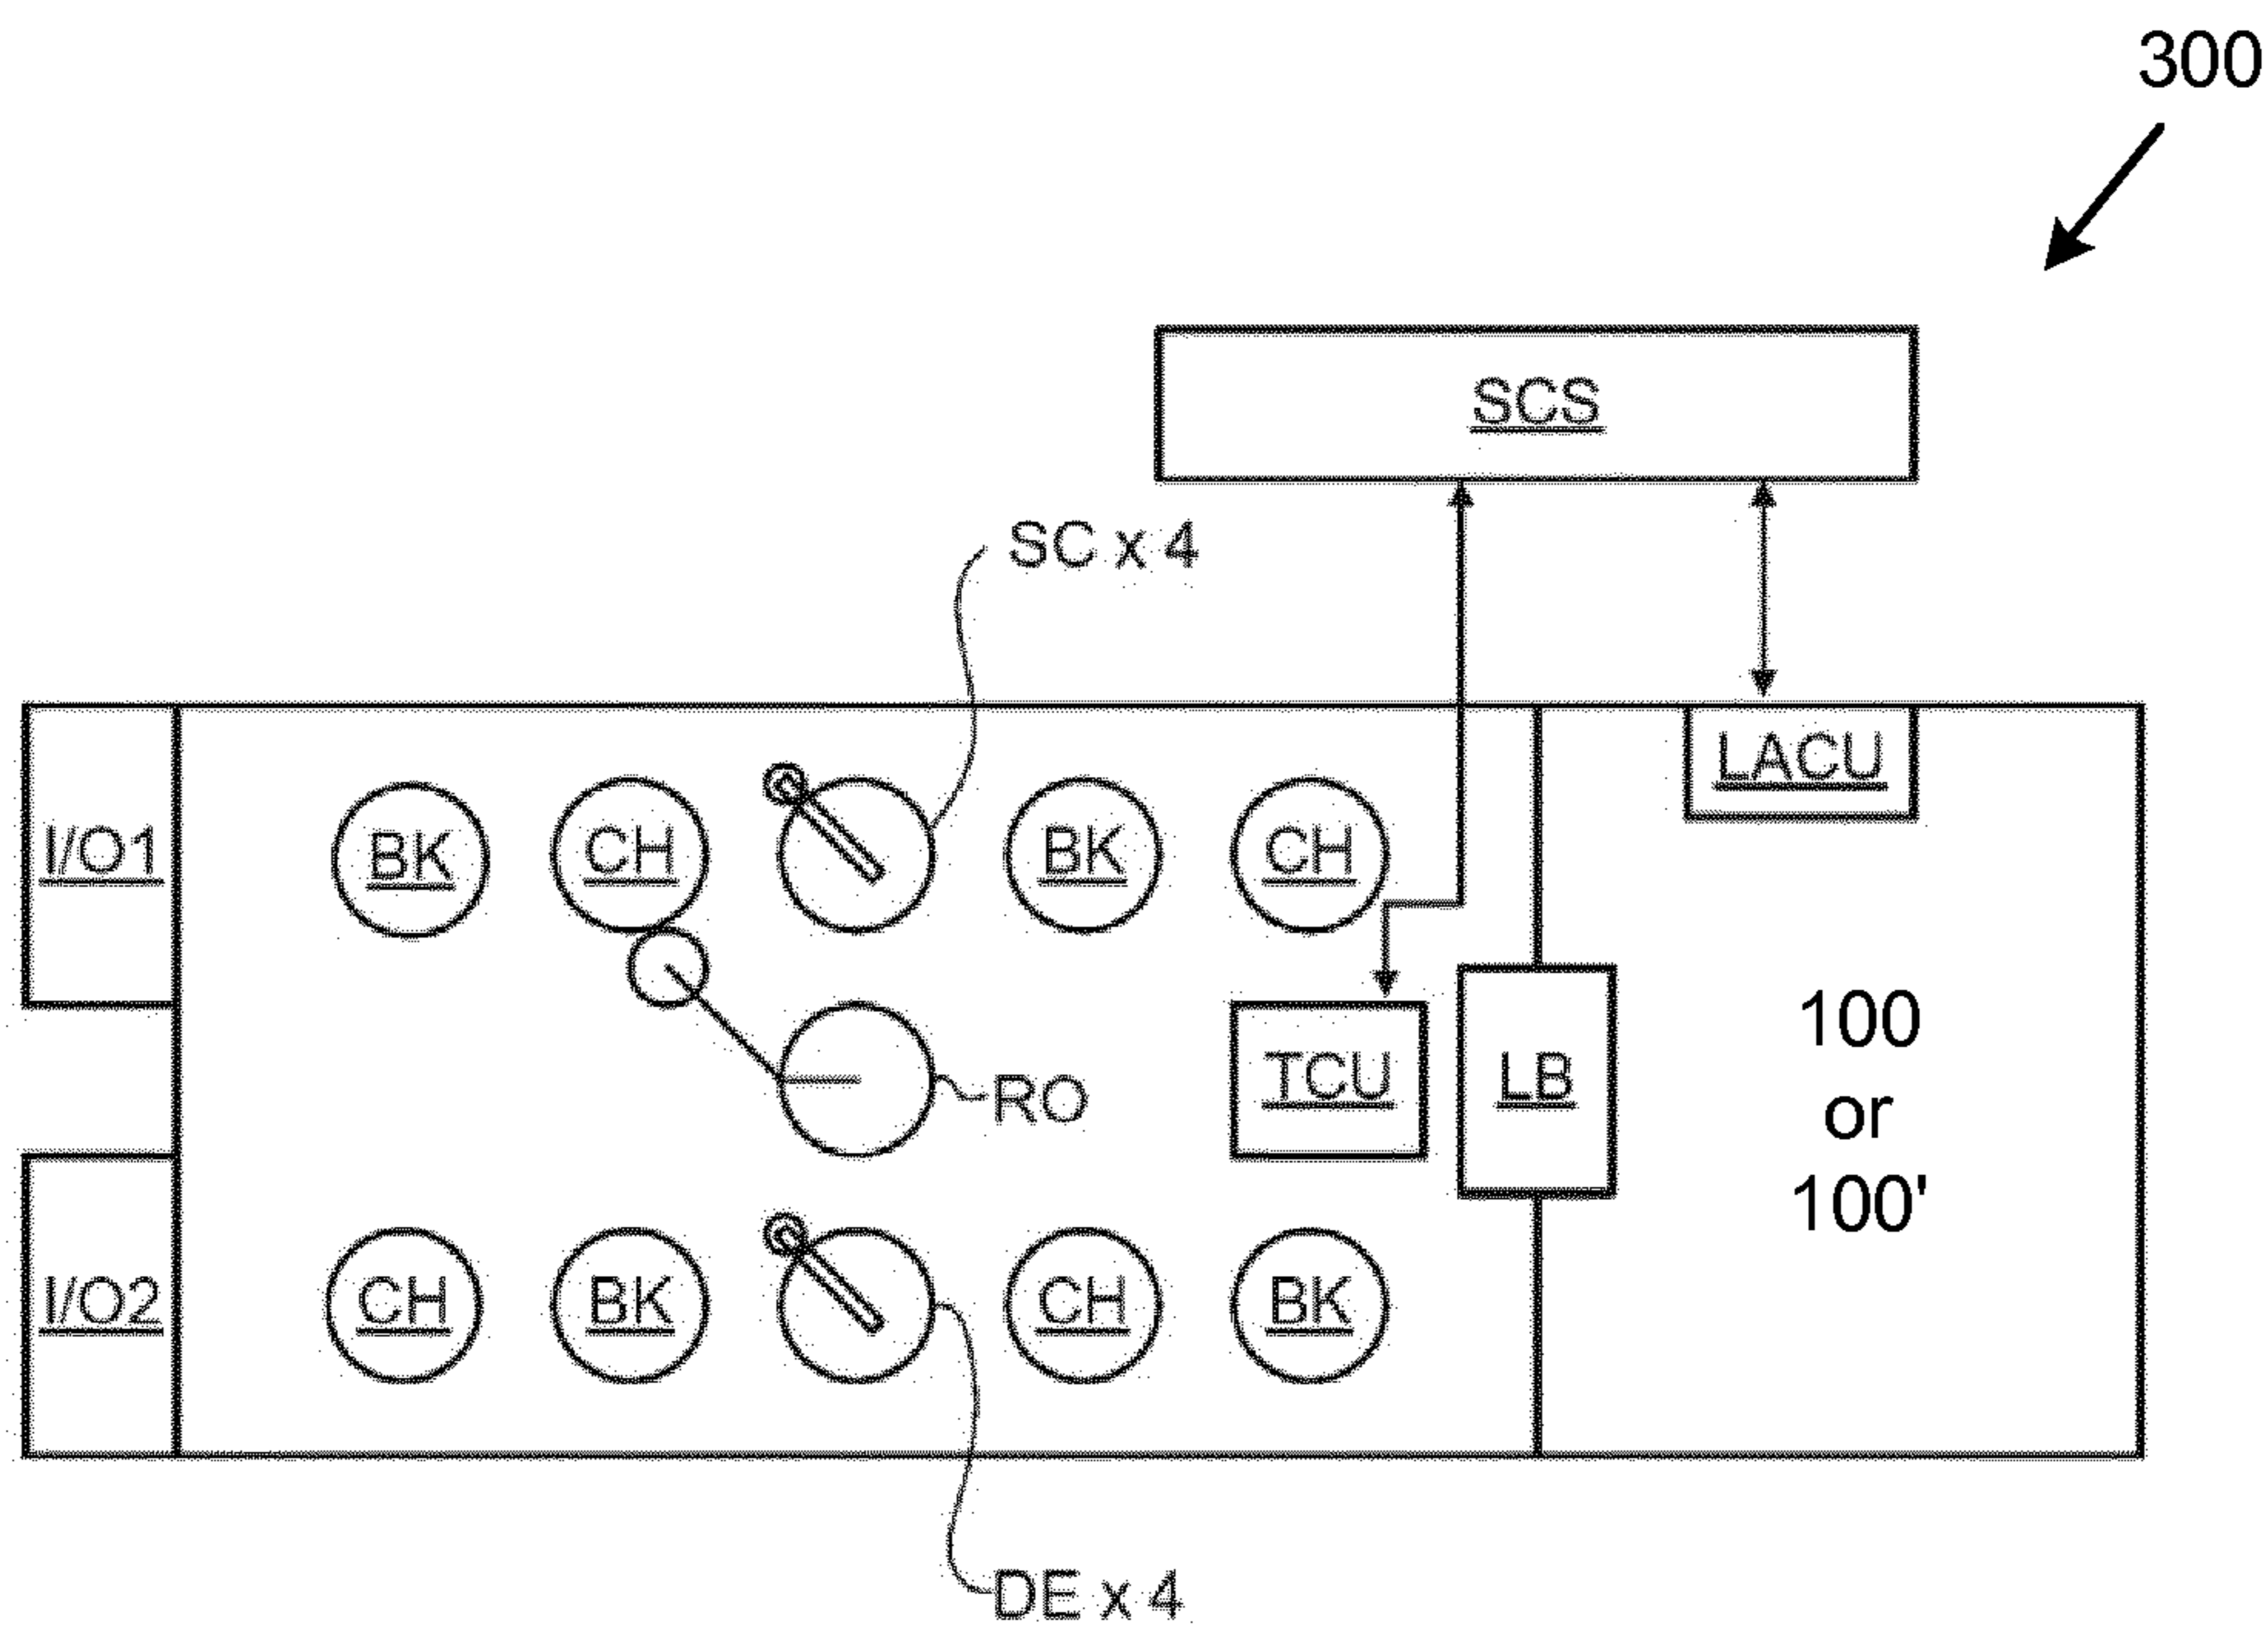 300
SCS
SC x 4
LACU
I/O1
BK
CH
BK
CH
100
or
100'
TCU
LB
RO
I/O2
CH
BK
CH
BK
DE x 4